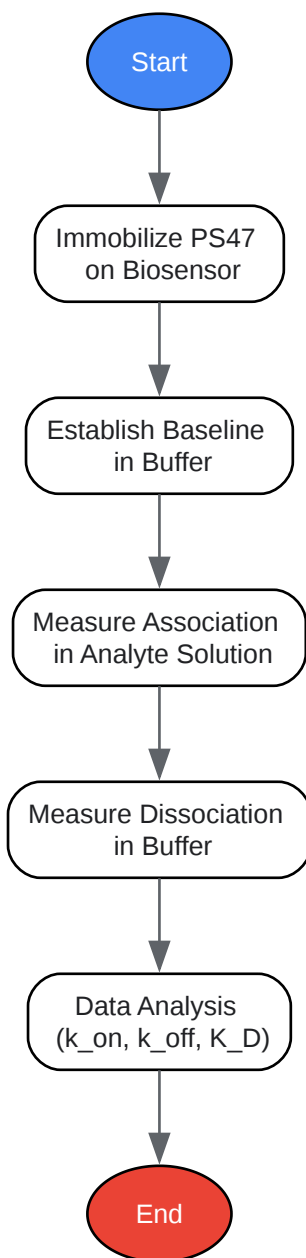 Start
Immobilize PS47
on Biosensor
Establish Baseline
in Buffer
Measure Association
in Analyte Solution
Measure Dissociation
in Buffer
Data Analysis
(k_on, k_off, K_D)
End